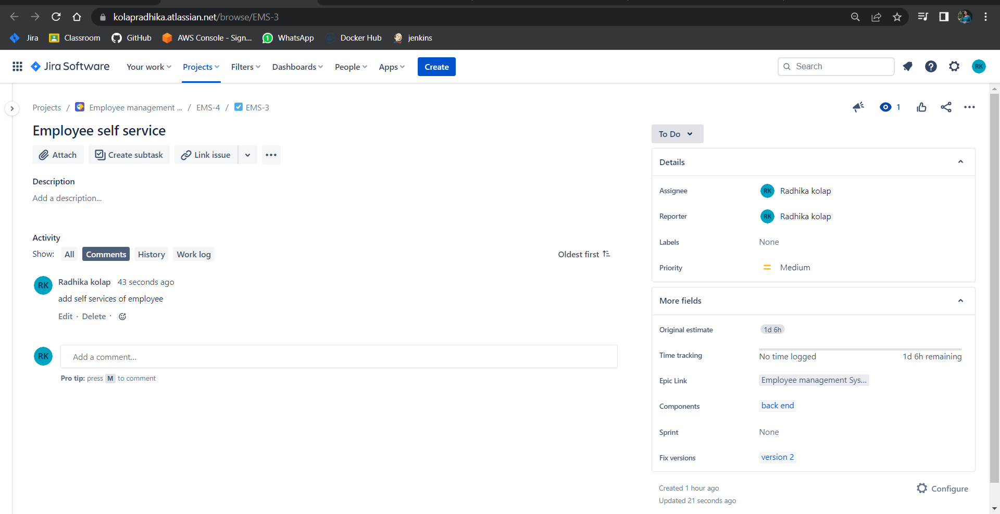 kolapradhika.atlassian.net/browse/EMS-3
Jira Classroom GitHub AWS Console - Sign... WhatsApp Docker Hub jenkins
Jira Software Your work Projects Filters Dashboards People Apps Create Search RK
Projects / Employee management ... / EMS-4 / EMS-3
1
Employee self service
Attach Create subtask Link issue
Description
Add a description...
Activity
Show: All Comments History Work log Oldest first
RK Radhika kolap 43 seconds ago
add self services of employee
Edit · Delete ·
RK Add a comment...
Pro tip: press M to comment
To Do
Details
Assignee RK Radhika kolap
Reporter RK Radhika kolap
Labels None
Priority Medium
More fields
Original estimate 1d 6h
Time tracking No time logged 1d 6h remaining
Epic Link Employee management Sys...
Components back end
Sprint None
Fix versions version 2
Created 1 hour ago
Updated 21 seconds ago
Configure